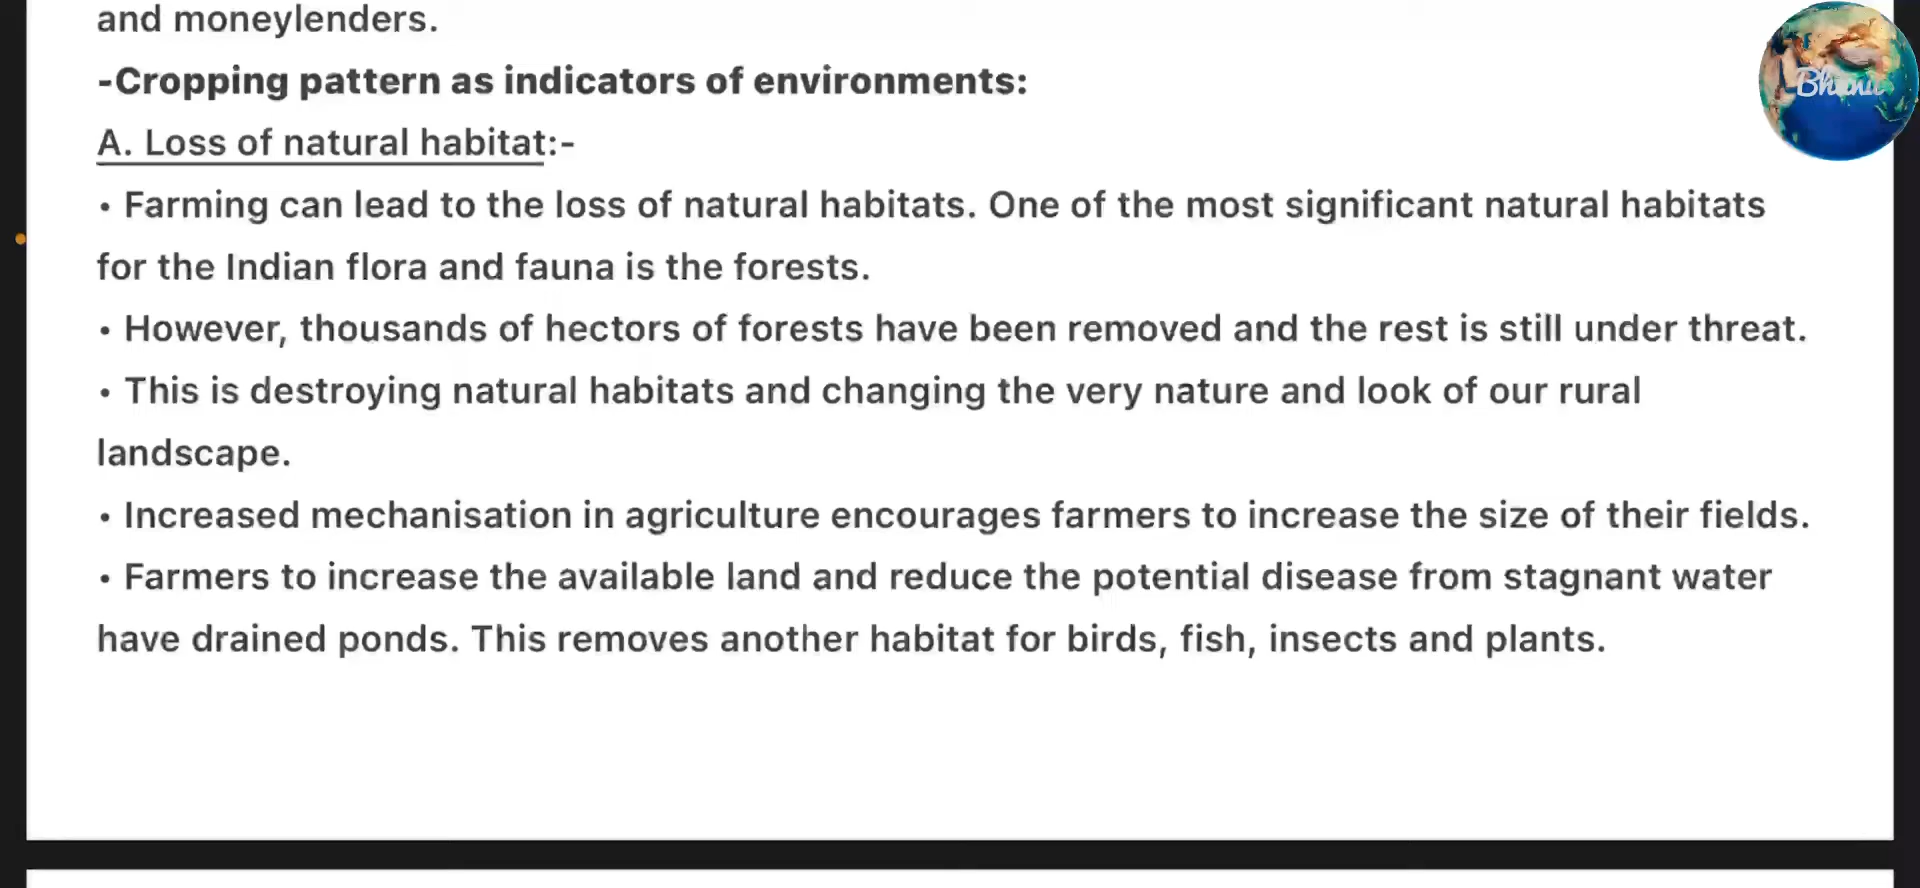 and moneylenders.
-Cropping pattern as indicators of environments:
A. Loss of natural habitat:-
• Farming can lead to the loss of natural habitats. One of the most significant natural habitats
for the Indian flora and fauna is the forests.
• However, thousands of hectors of forests have been removed and the rest is still under threat.
• This is destroying natural habitats and changing the very nature and look of our rural
landscape.
• Increased mechanisation in agriculture encourages farmers to increase the size of their fields.
• Farmers to increase the available land and reduce the potential disease from stagnant water
have drained ponds. This removes another habitat for birds, fish, insects and plants.